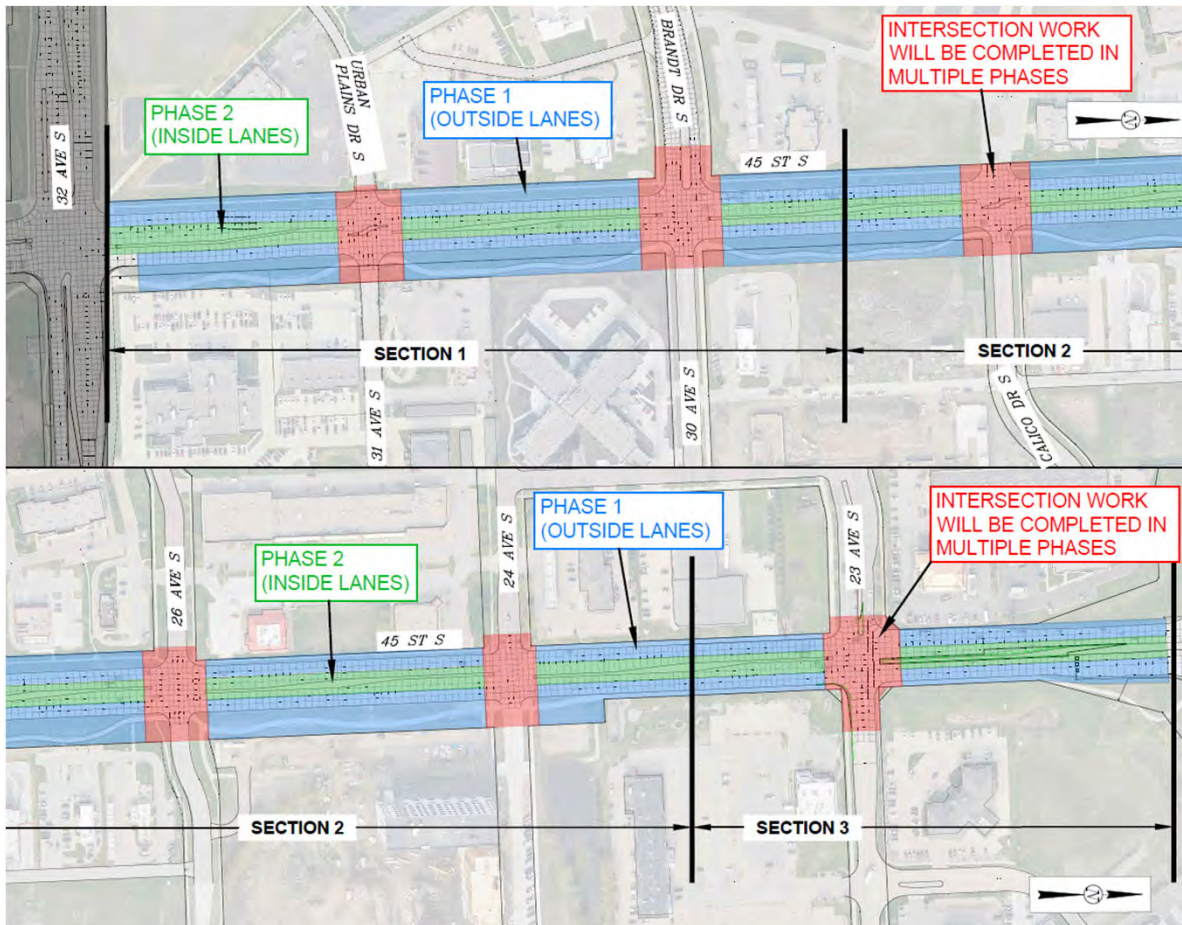 32 AVE S
PHASE 2
(INSIDE LANES)
URBAN
PLAINS DR S
PHASE 1
(OUTSIDE LANES)
BRANDT DR S
INTERSECTION WORK
WILL BE COMPLETED IN
MULTIPLE PHASES
N
45 ST S
SECTION 1
SECTION 2
31 AVE S
30 AVE S
CALICO DR S
26 AVE S
PHASE 2
(INSIDE LANES)
24 AVE S
PHASE 1
(OUTSIDE LANES)
23 AVE S
INTERSECTION WORK
WILL BE COMPLETED IN
MULTIPLE PHASES
45 ST S
SECTION 2
SECTION 3
N